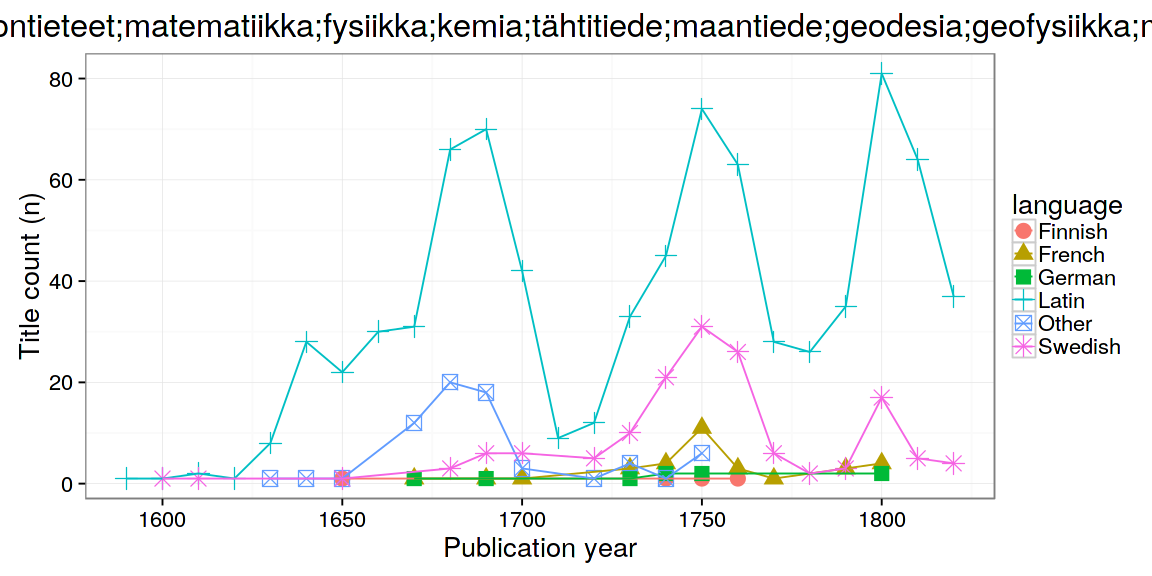 ontieteet;matematiikka;fysiikka;kemia;tähtitiede;maantiede;geodesia;geofysiikka;
80
60
40
20
0
Title count (n)
1600 1650 1700 1750 1800
Publication year
language
Finnish
French
German
Latin
Other
Swedish